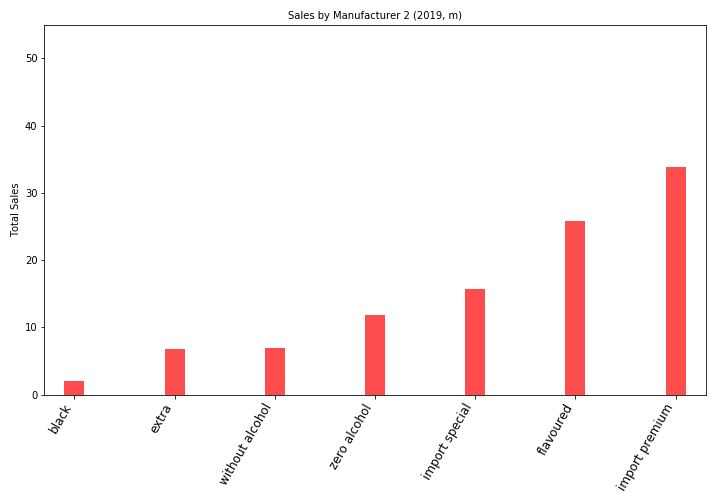 Sales by Manufacturer 2 (2019, m)
Total Sales
50
40
30
20
10
0
black
extra
without alcohol
zero alcohol
import special
flavoured
import premium